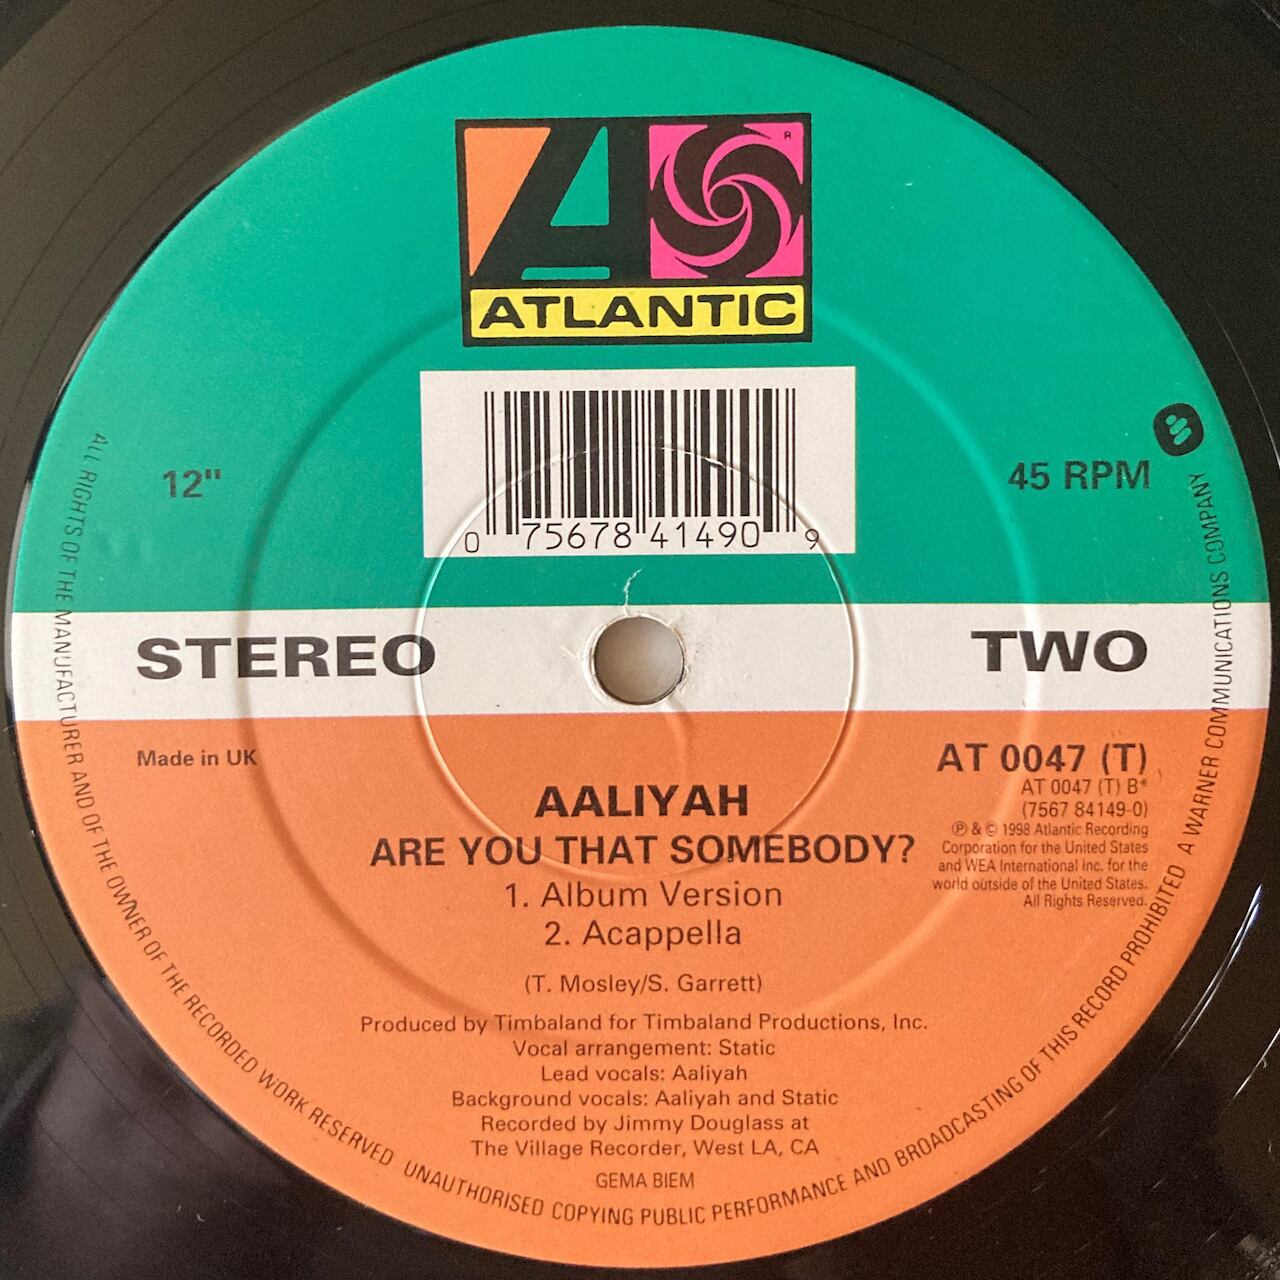 ATLANTIC
R
0 75678 41490 9
12"
45 RPM
STEREO
TWO
Made in UK
AT 0047 (T)
AT 0047 (T) B*
(7567 84149-0)
℗ & © 1998 Atlantic Recording
Corporation for the United States
and WEA International Inc. for the
world outside of the United States.
All Rights Reserved.
AALIYAH
ARE YOU THAT SOMEBODY?
1. Album Version
2. Acappella
(T. Mosley/S. Garrett)
Produced by Timbaland for Timbaland Productions, Inc.
Vocal arrangement: Static
Lead vocals: Aaliyah
Background vocals: Aaliyah and Static
Recorded by Jimmy Douglass at
The Village Recorder, West LA, CA
GEMA BIEM
ALL RIGHTS OF THE MANUFACTURER AND OF THE OWNER OF THE RECORDED WORK RESERVED UNAUTHORISED COPYING PUBLIC PERFORMANCE AND BROADCASTING OF THIS RECORD PROHIBITED A WARNER COMMUNICATIONS COMPANY